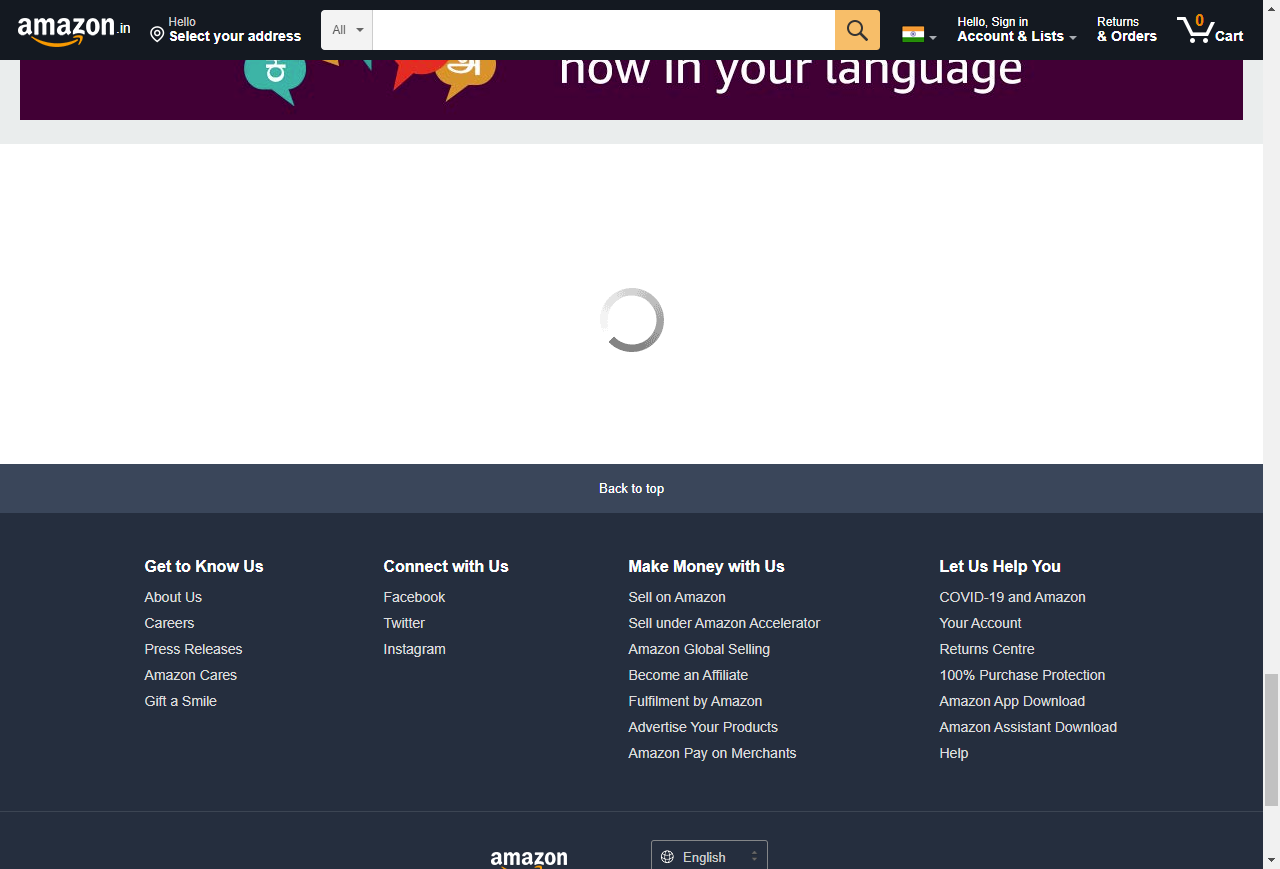 amazon.in
Hello
Select your address
All
Hello, Sign in
Account & Lists
Returns
& Orders
0
Cart
now in your language
Back to top
Get to Know Us
About Us
Careers
Press Releases
Amazon Cares
Gift a Smile
Connect with Us
Facebook
Twitter
Instagram
Make Money with Us
Sell on Amazon
Sell under Amazon Accelerator
Amazon Global Selling
Become an Affiliate
Fulfilment by Amazon
Advertise Your Products
Amazon Pay on Merchants
Let Us Help You
COVID-19 and Amazon
Your Account
Returns Centre
100% Purchase Protection
Amazon App Download
Amazon Assistant Download
Help
amazon
English